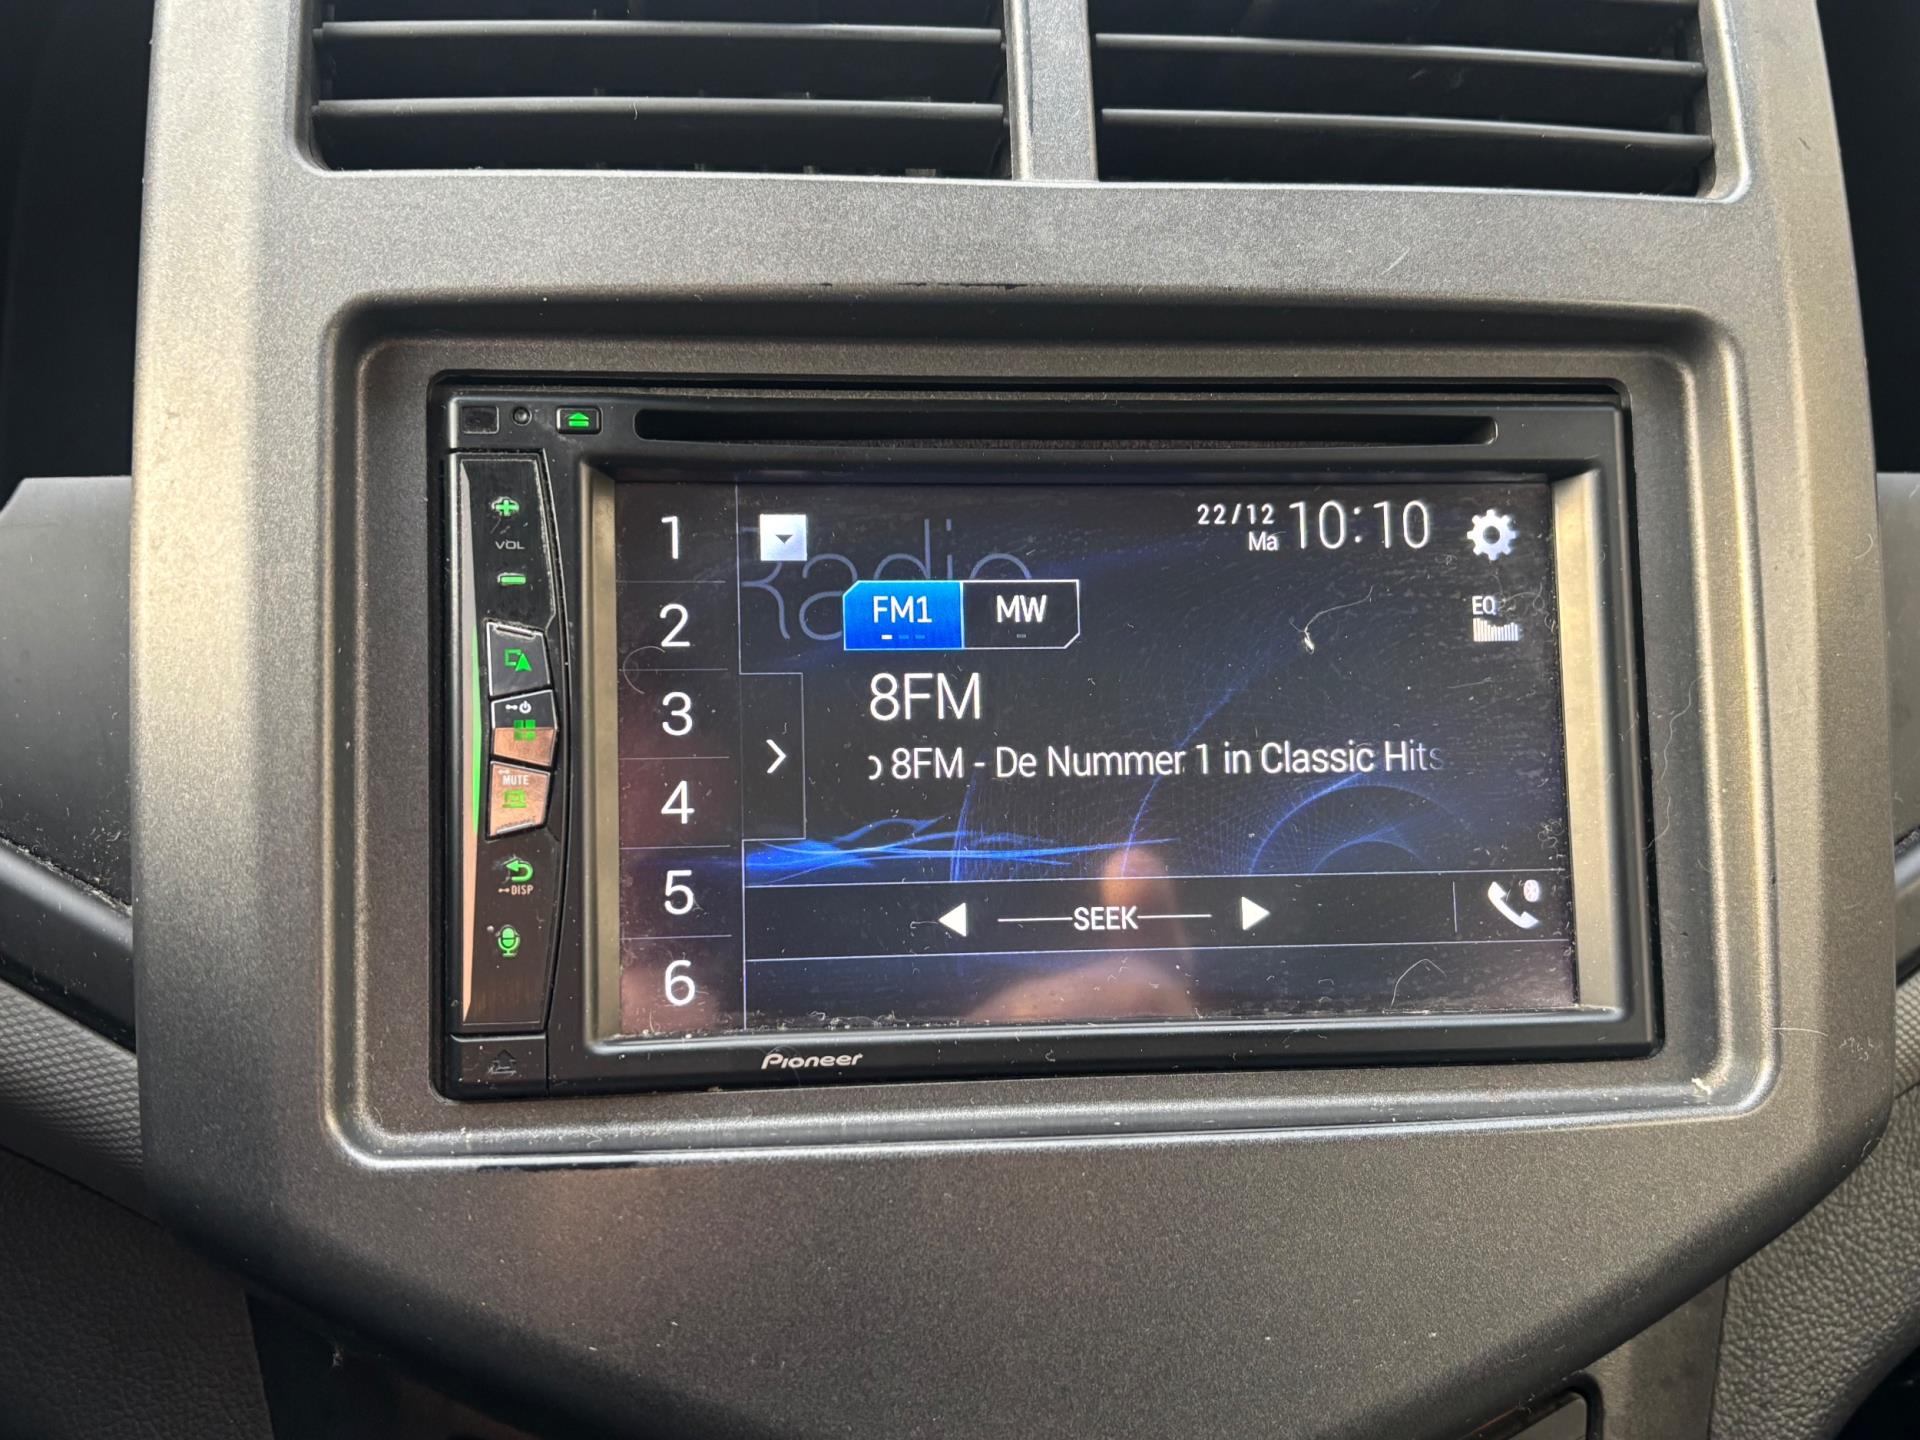 VOL
MUTE
DISP
1
2
3
4
5
6
Radio
22/12
Ma
10:10
FM1
MW
EQ
8FM
8FM - De Nummer 1 in Classic Hits
SEEK
Pioneer